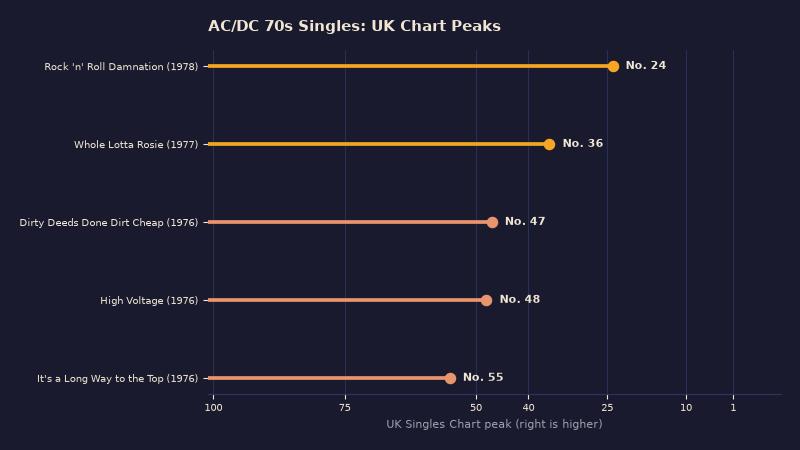 AC/DC 70s Singles: UK Chart Peaks
Rock 'n' Roll Damnation (1978)
No. 24
Whole Lotta Rosie (1977)
No. 36
Dirty Deeds Done Dirt Cheap (1976)
No. 47
High Voltage (1976)
No. 48
It's a Long Way to the Top (1976)
No. 55
100 75 50 40 25 10 1
UK Singles Chart peak (right is higher)